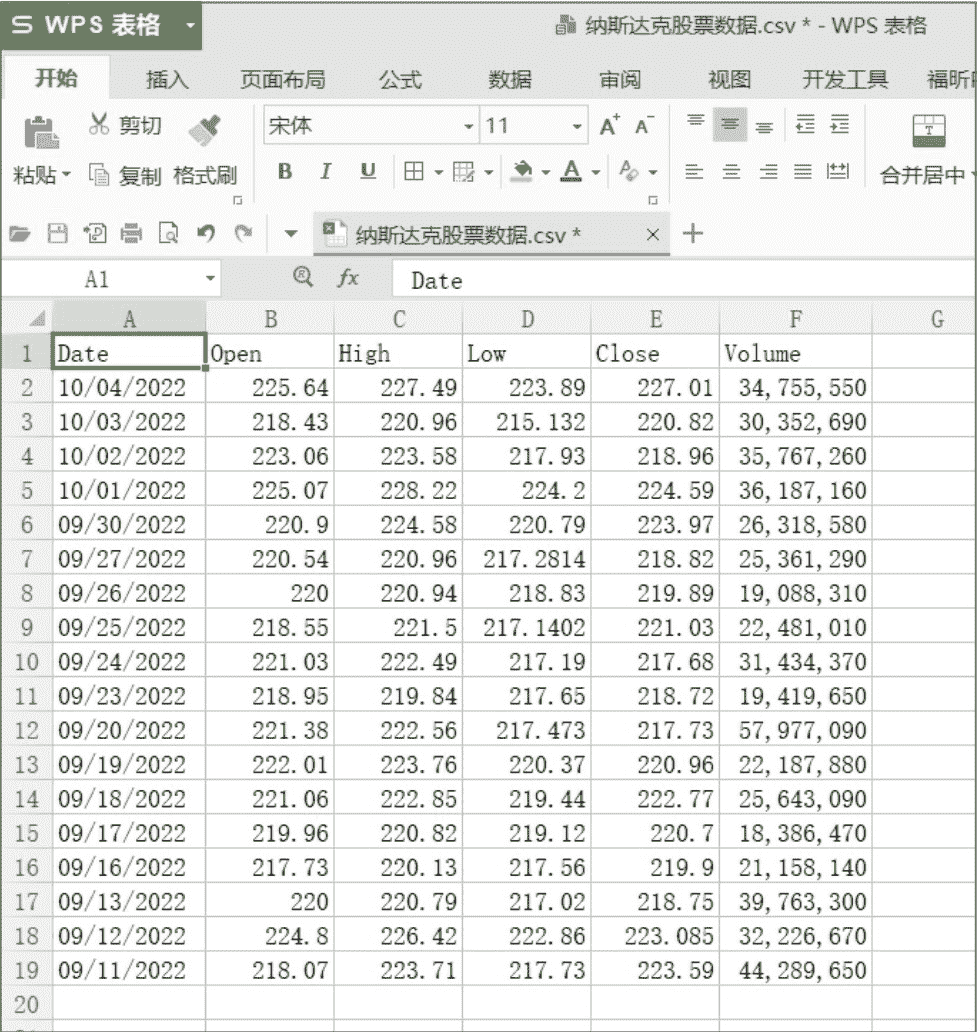 S WPS 表格 纳斯达克股票数据.csv * - WPS 表格
开始 插入 页面布局 公式 数据 审阅 视图 开发工具 福昕
剪切 宋体 11 A+ A-
粘贴 复制 格式刷 B I U A 合并居中
纳斯达克股票数据.csv * × +
A1 fx Date
A B C D E F G
1 Date Open High Low Close Volume
2 10/04/2022 225.64 227.49 223.89 227.01 34,755,550
3 10/03/2022 218.43 220.96 215.132 220.82 30,352,690
4 10/02/2022 223.06 223.58 217.93 218.96 35,767,260
5 10/01/2022 225.07 228.22 224.2 224.59 36,187,160
6 09/30/2022 220.9 224.58 220.79 223.97 26,318,580
7 09/27/2022 220.54 220.96 217.2814 218.82 25,361,290
8 09/26/2022 220 220.94 218.83 219.89 19,088,310
9 09/25/2022 218.55 221.5 217.1402 221.03 22,481,010
10 09/24/2022 221.03 222.49 217.19 217.68 31,434,370
11 09/23/2022 218.95 219.84 217.65 218.72 19,419,650
12 09/20/2022 221.38 222.56 217.473 217.73 57,977,090
13 09/19/2022 222.01 223.76 220.37 220.96 22,187,880
14 09/18/2022 221.06 222.85 219.44 222.77 25,643,090
15 09/17/2022 219.96 220.82 219.12 220.7 18,386,470
16 09/16/2022 217.73 220.13 217.56 219.9 21,158,140
17 09/13/2022 220 220.79 217.02 218.75 39,763,300
18 09/12/2022 224.8 226.42 222.86 223.085 32,226,670
19 09/11/2022 218.07 223.71 217.73 223.59 44,289,650
20